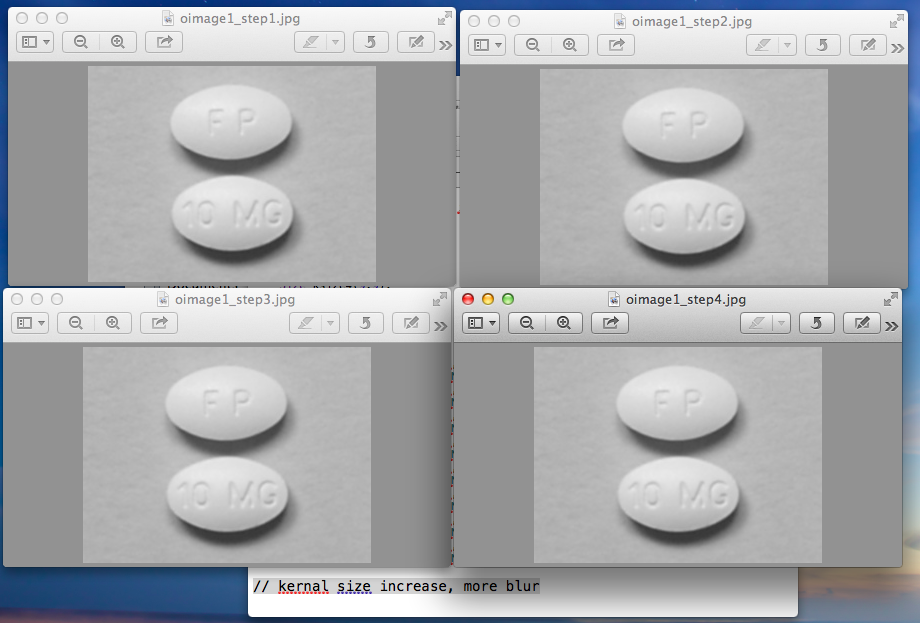 oimage1_step1.jpg
oimage1_step2.jpg
FP
10 MG
FP
10 MG
oimage1_step3.jpg
oimage1_step4.jpg
FP
10 MG
FP
10 MG
// kernal size increase, more blur